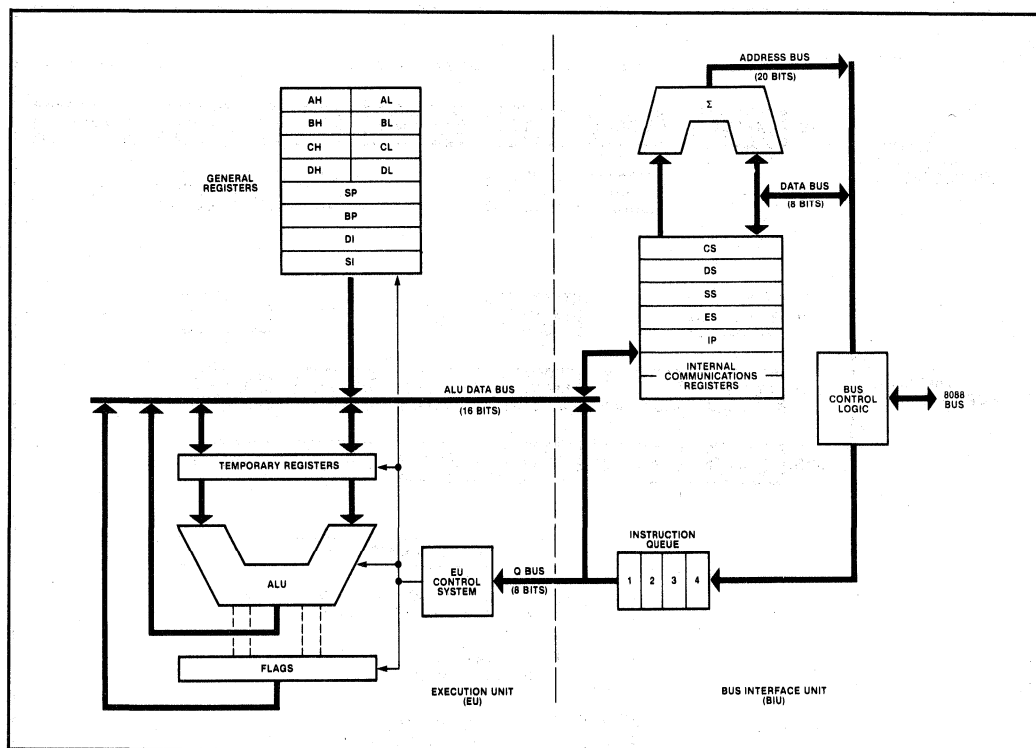 ADDRESS BUS
(20 BITS)
Σ
AH AL
BH BL
CH CL
DH DL
SP
BP
DI
SI
GENERAL
REGISTERS
DATA BUS
(8 BITS)
CS
DS
SS
ES
IP
INTERNAL
COMMUNICATIONS
REGISTERS
BUS
CONTROL
LOGIC
8088
BUS
ALU DATA BUS
(16 BITS)
TEMPORARY REGISTERS
ALU
FLAGS
EU
CONTROL
SYSTEM
Q BUS
(8 BITS)
INSTRUCTION
QUEUE
1 2 3 4
EXECUTION UNIT
(EU)
BUS INTERFACE UNIT
(BIU)